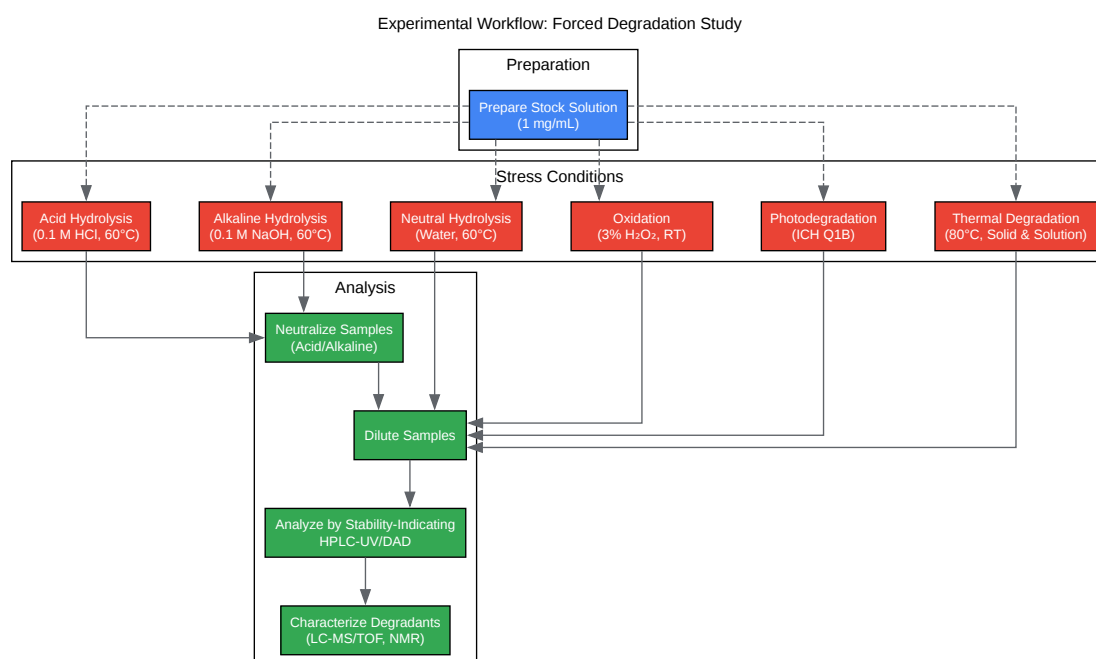 Experimental Workflow: Forced Degradation Study
Preparation
Prepare Stock Solution
(1 mg/mL)
Stress Conditions
Acid Hydrolysis
(0.1 M HCl, 60°C)
Alkaline Hydrolysis
(0.1 M NaOH, 60°C)
Neutral Hydrolysis
(Water, 60°C)
Oxidation
(3% H₂O₂, RT)
Photodegradation
(ICH Q1B)
Thermal Degradation
(80°C, Solid & Solution)
Analysis
Neutralize Samples
(Acid/Alkaline)
Dilute Samples
Analyze by Stability-Indicating
HPLC-UV/DAD
Characterize Degradants
(LC-MS/TOF, NMR)